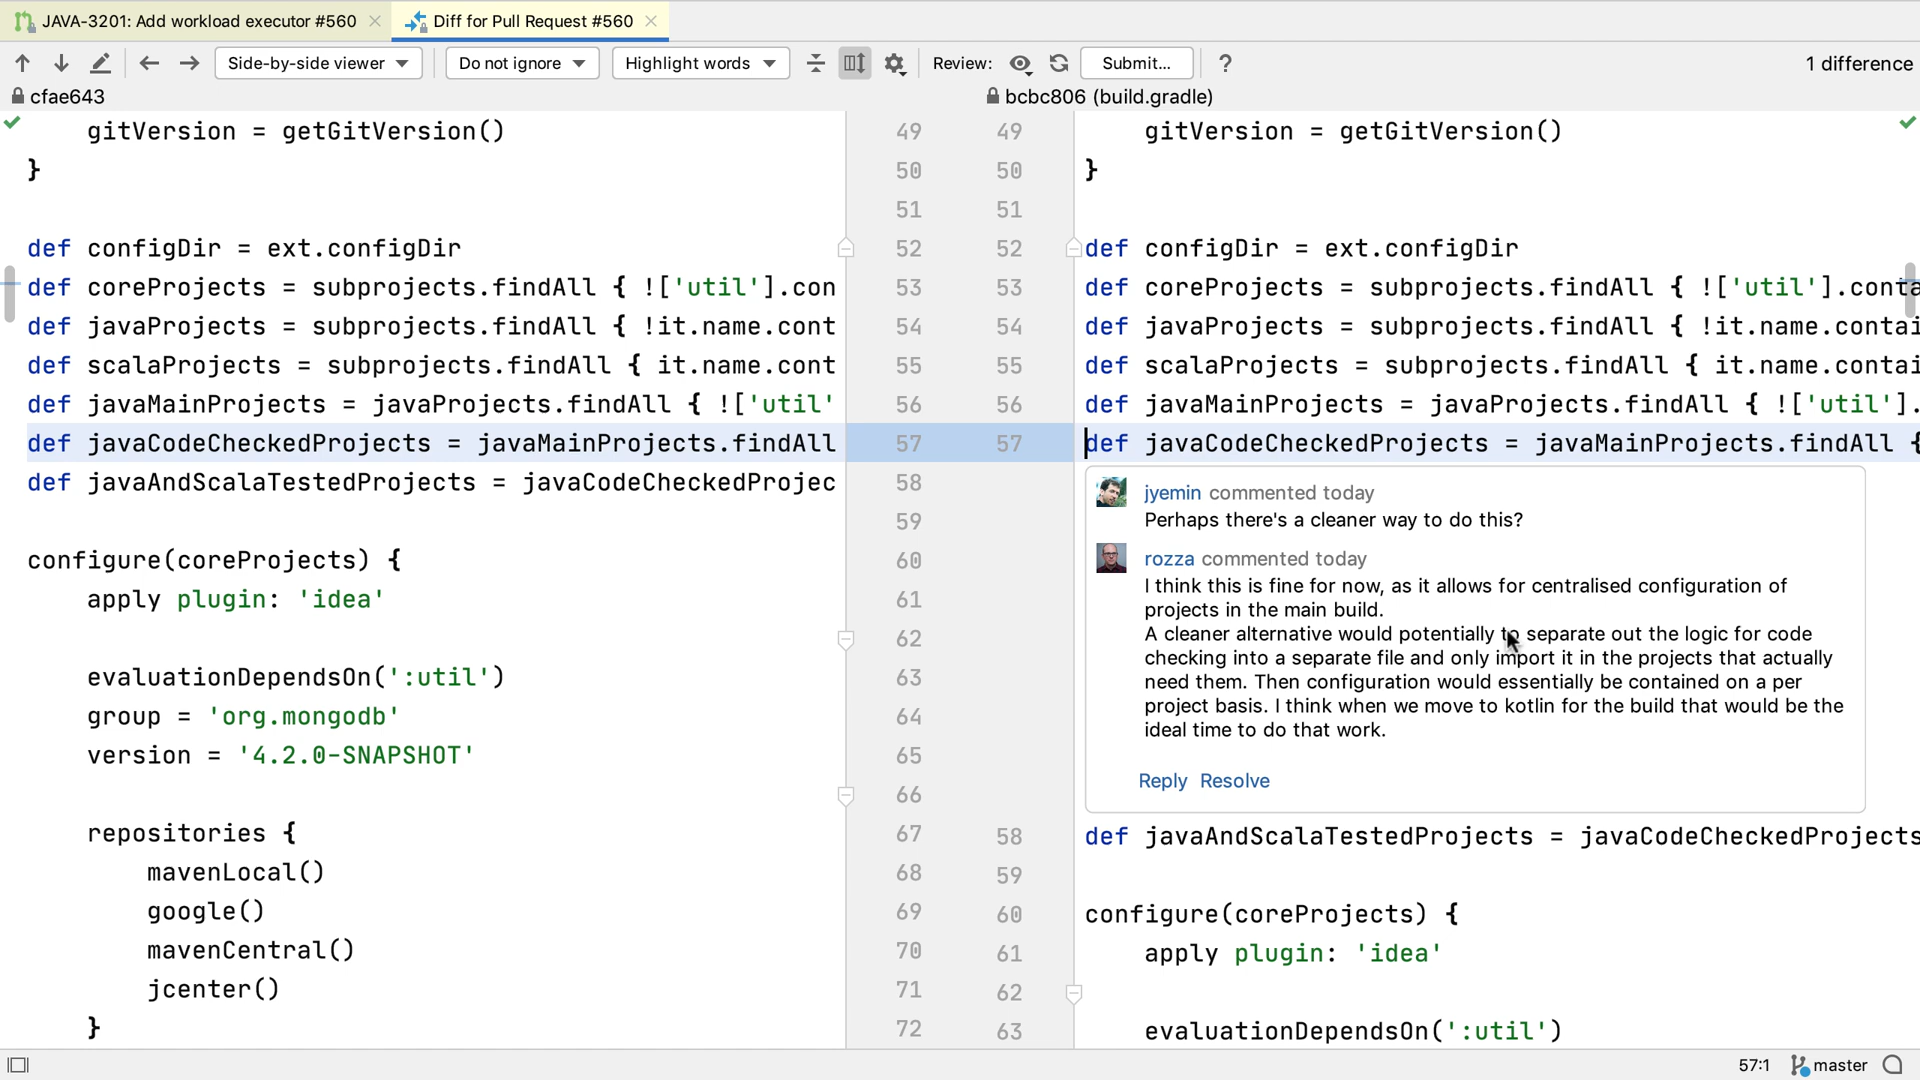 JAVA-3201: Add workload executor #560
Diff for Pull Request #560
Side-by-side viewer
Do not ignore
Highlight words
Review:
Submit...
?
1 difference
cfae643
bcbc806 (build.gradle)
gitVersion = getGitVersion()
}
def configDir = ext.configDir
def coreProjects = subprojects.findAll { !['util'].con
def javaProjects = subprojects.findAll { !it.name.cont
def scalaProjects = subprojects.findAll { it.name.cont
def javaMainProjects = javaProjects.findAll { !['util'
def javaCodeCheckedProjects = javaMainProjects.findAll
def javaAndScalaTestedProjects = javaCodeCheckedProjec
configure(coreProjects) {
apply plugin: 'idea'
evaluationDependsOn(':util')
group = 'org.mongodb'
version = '4.2.0-SNAPSHOT'
repositories {
mavenLocal()
google()
mavenCentral()
jcenter()
}
49 49
50 50
51 51
52 52
53 53
54 54
55 55
56 56
57 57
58
59
60
61
62
63
64
65
66
67 58
68 59
69 60
70 61
71 62
72 63
gitVersion = getGitVersion()
}
def configDir = ext.configDir
def coreProjects = subprojects.findAll { !['util'].conta
def javaProjects = subprojects.findAll { !it.name.contai
def scalaProjects = subprojects.findAll { it.name.contai
def javaMainProjects = javaProjects.findAll { !['util'].
def javaCodeCheckedProjects = javaMainProjects.findAll {
jyemin commented today
Perhaps there's a cleaner way to do this?
rozza commented today
I think this is fine for now, as it allows for centralised configuration of
projects in the main build.
A cleaner alternative would potentially to separate out the logic for code
checking into a separate file and only import it in the projects that actually
need them. Then configuration would essentially be contained on a per
project basis. I think when we move to kotlin for the build that would be the
ideal time to do that work.
Reply Resolve
def javaAndScalaTestedProjects = javaCodeCheckedProjects
configure(coreProjects) {
apply plugin: 'idea'
evaluationDependsOn(':util')
57:1
master